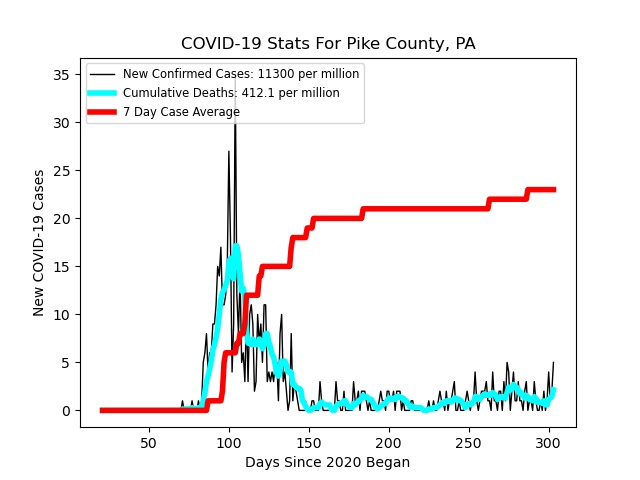 COVID-19 Stats For Pike County, PA
New Confirmed Cases: 11300 per million
Cumulative Deaths: 412.1 per million
7 Day Case Average
35
30
25
20
15
10
5
0
New COVID-19 Cases
50
100
150
200
250
300
Days Since 2020 Began